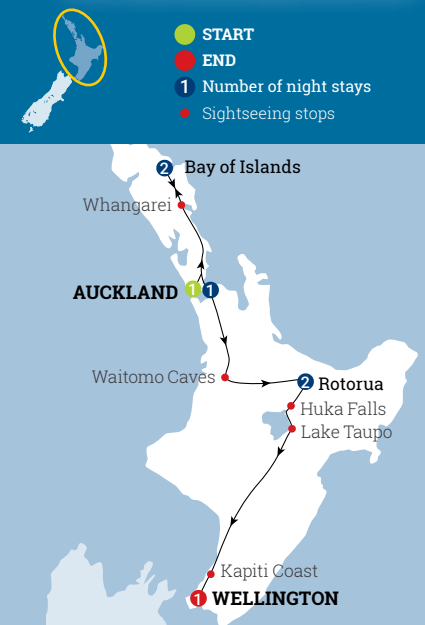 START
END
1 Number of night stays
Sightseeing stops
2 Bay of Islands
Whangarei
AUCKLAND 1 1
Waitomo Caves
2 Rotorua
Huka Falls
Lake Taupo
Kapiti Coast
1 WELLINGTON